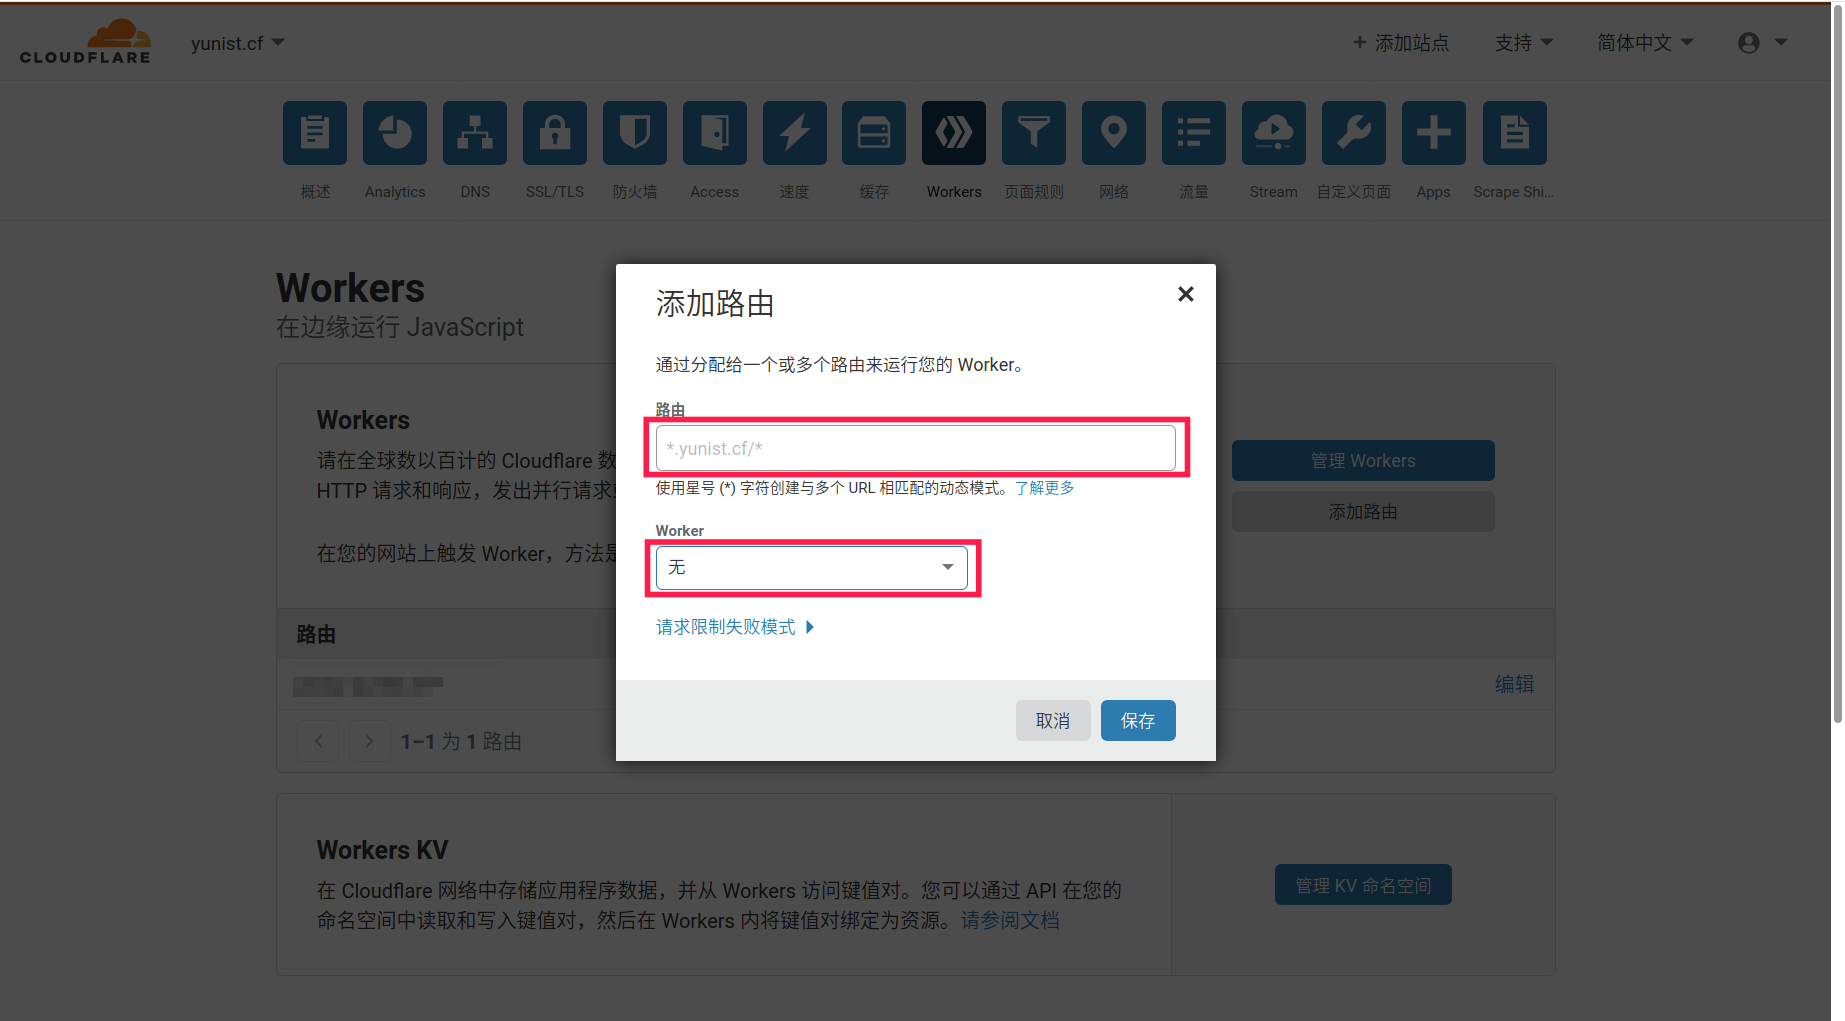 CLOUDFLARE
yunist.cf
添加站点
支持
简体中文
概述
Analytics
DNS
SSL/TLS
防火墙
Access
速度
缓存
Workers
页面规则
网络
流量
Stream
自定义页面
Apps
Scrape Shi...
Workers
在边缘运行 JavaScript
Workers
请在全球数以百计的 Cloudflare 数
HTTP 请求和响应，发出并行请求
在您的网站上触发 Worker，方法是
管理 Workers
添加路由
路由
编辑
1–1 为 1 路由
添加路由
通过分配给一个或多个路由来运行您的 Worker。
路由
*.yunist.cf/*
使用星号 (*) 字符创建与多个 URL 相匹配的动态模式。了解更多
Worker
无
请求限制失败模式
取消
保存
Workers KV
在 Cloudflare 网络中存储应用程序数据，并从 Workers 访问键值对。您可以通过 API 在您的
命名空间中读取和写入键值对，然后在 Workers 内将键值对绑定为资源。请参阅文档
管理 KV 命名空间